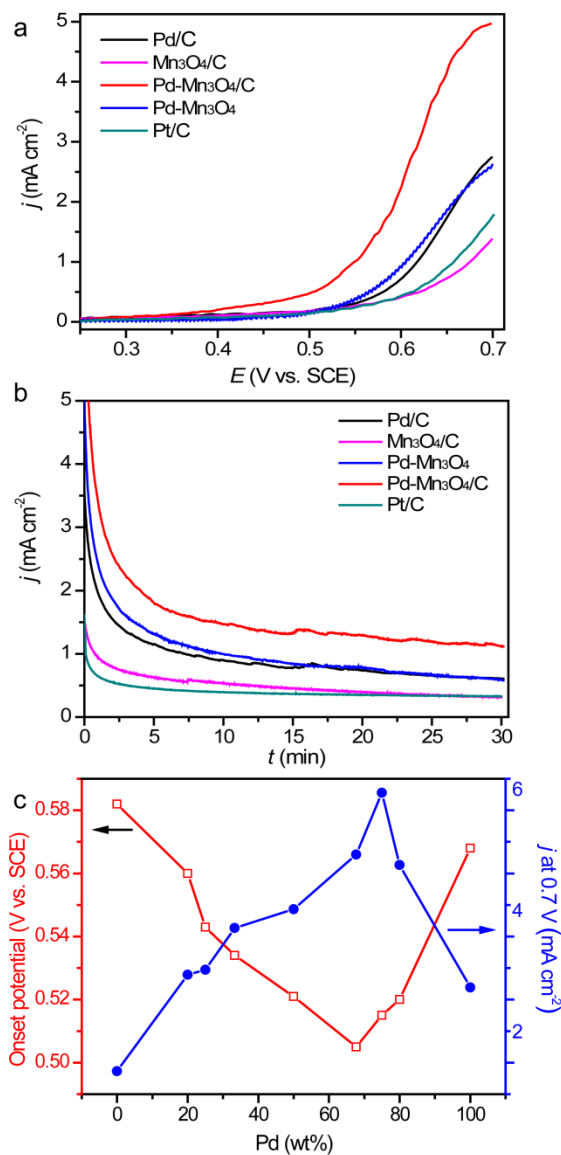 a
5
4
3
2
1
0
j (mA cm⁻²)
Pd/C
Mn₃O₄/C
Pd-Mn₃O₄/C
Pd-Mn₃O₄
Pt/C
0.3 0.4 0.5 0.6 0.7
E (V vs. SCE)
b
5
4
3
2
1
0
j (mA cm⁻²)
Pd/C
Mn₃O₄/C
Pd-Mn₃O₄
Pd-Mn₃O₄/C
Pt/C
0 5 10 15 20 25 30
t (min)
c
0.58
0.56
0.54
0.52
0.50
Onset potential (V vs. SCE)
6
4
2
j at 0.7 V (mA cm⁻²)
0 20 40 60 80 100
Pd (wt%)